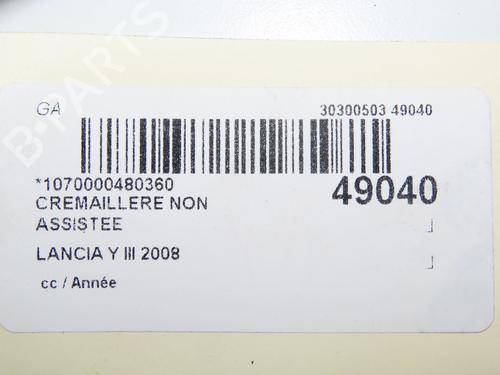 GA 30300503 49040
*1070000480360 49040
CREMAILLERE NON
ASSISTEE
LANCIA Y III 2008
cc / Année
B-PARTS